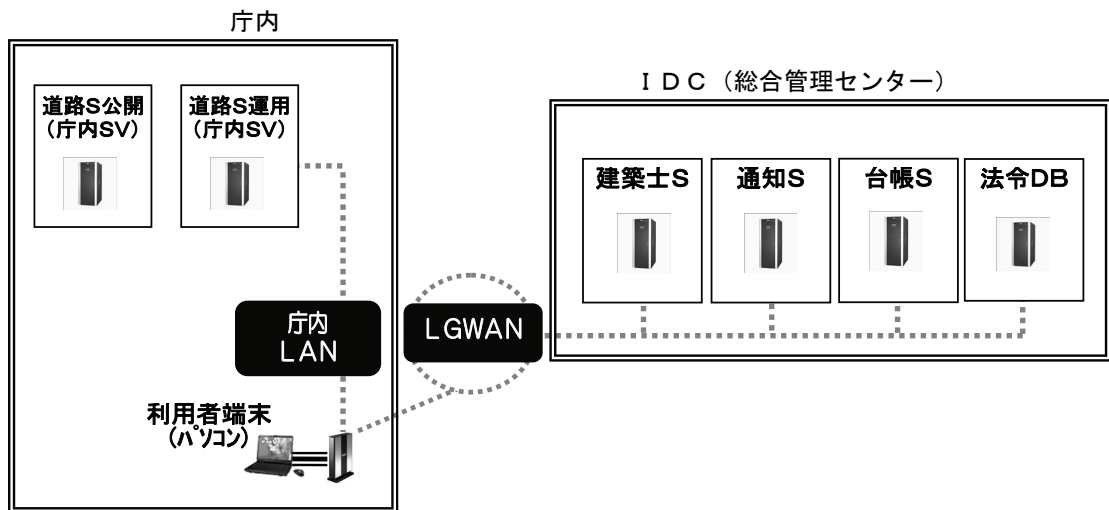 庁内
道路S公開
(庁内SV)
道路S運用
(庁内SV)
庁内
LAN
利用者端末
(パソコン)
LGWAN
IDC（総合管理センター）
建築士S
通知S
台帳S
法令DB